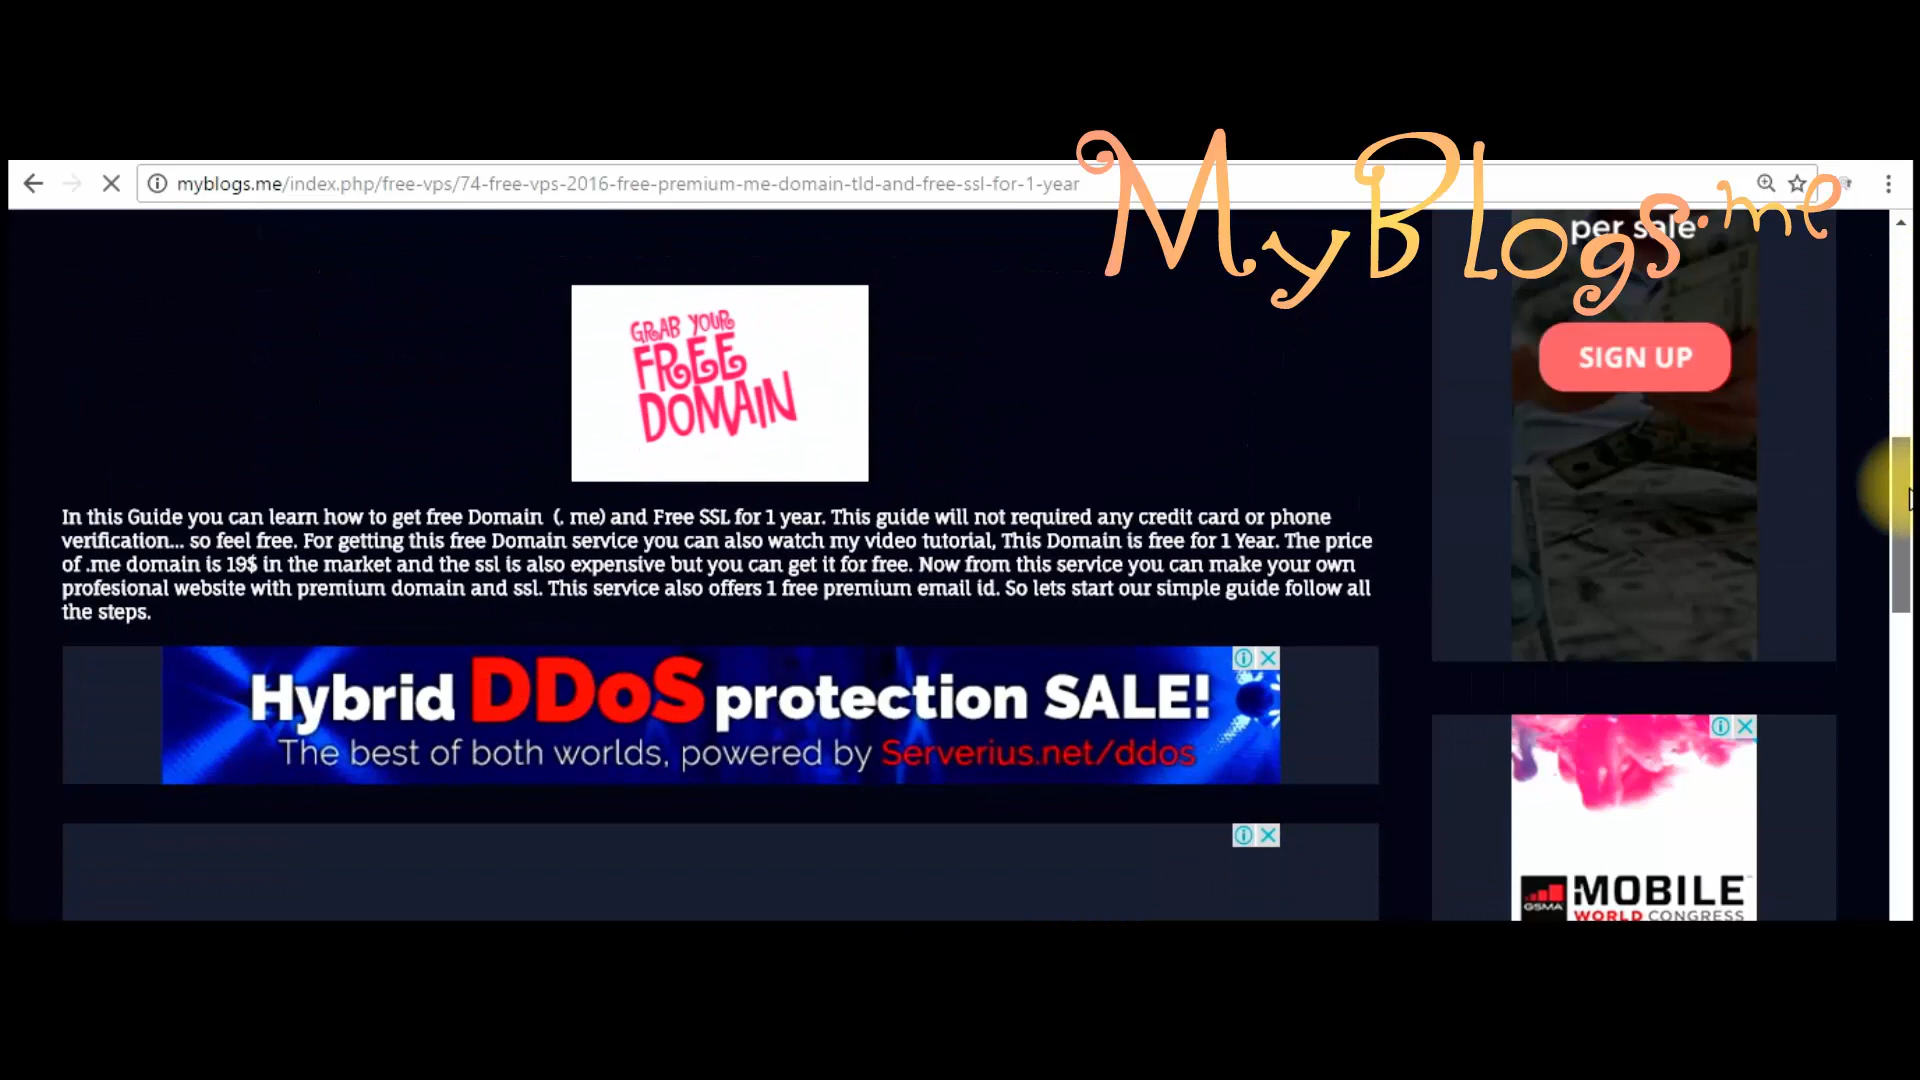 MyBlogs.me
myblogs.me/index.php/free-vps/74-free-vps-2016-free-premium-me-domain-tld-and-free-ssl-for-1-year
per sale
SIGN UP
GRAB YOUR
FREE
DOMAIN
In this Guide you can learn how to get free Domain (. me) and Free SSL for 1 year. This guide will not required any credit card or phone
verification... so feel free. For getting this free Domain service you can also watch my video tutorial, This Domain is free for 1 Year. The price
of .me domain is 19$ in the market and the ssl is also expensive but you can get it for free. Now from this service you can make your own
profesional website with premium domain and ssl. This service also offers 1 free premium email id. So lets start our simple guide follow all
the steps.
Hybrid DDoS protection SALE!
The best of both worlds, powered by Serverius.net/ddos
GSMA
MOBILE
WORLD CONGRESS